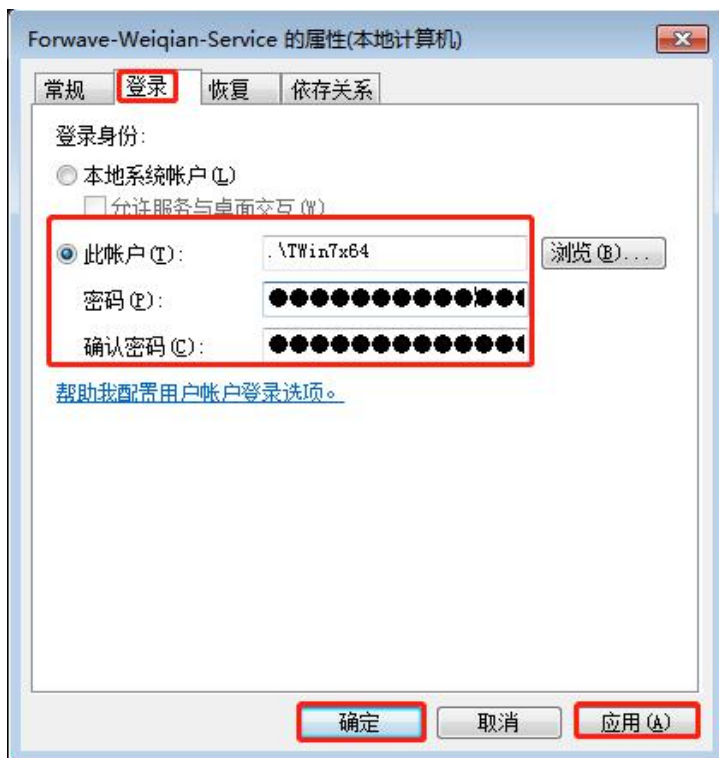 Forwave-Weiqian-Service 的属性(本地计算机)
常规 登录 恢复 依存关系
登录身份:
本地系统帐户(L)
允许服务与桌面交互(W)
此帐户(T): .\TWin7x64 浏览(B)...
密码(P): ●●●●●●●●●●●●●
确认密码(C): ●●●●●●●●●●●●●
帮助我配置用户帐户登录选项。
确定 取消 应用(A)